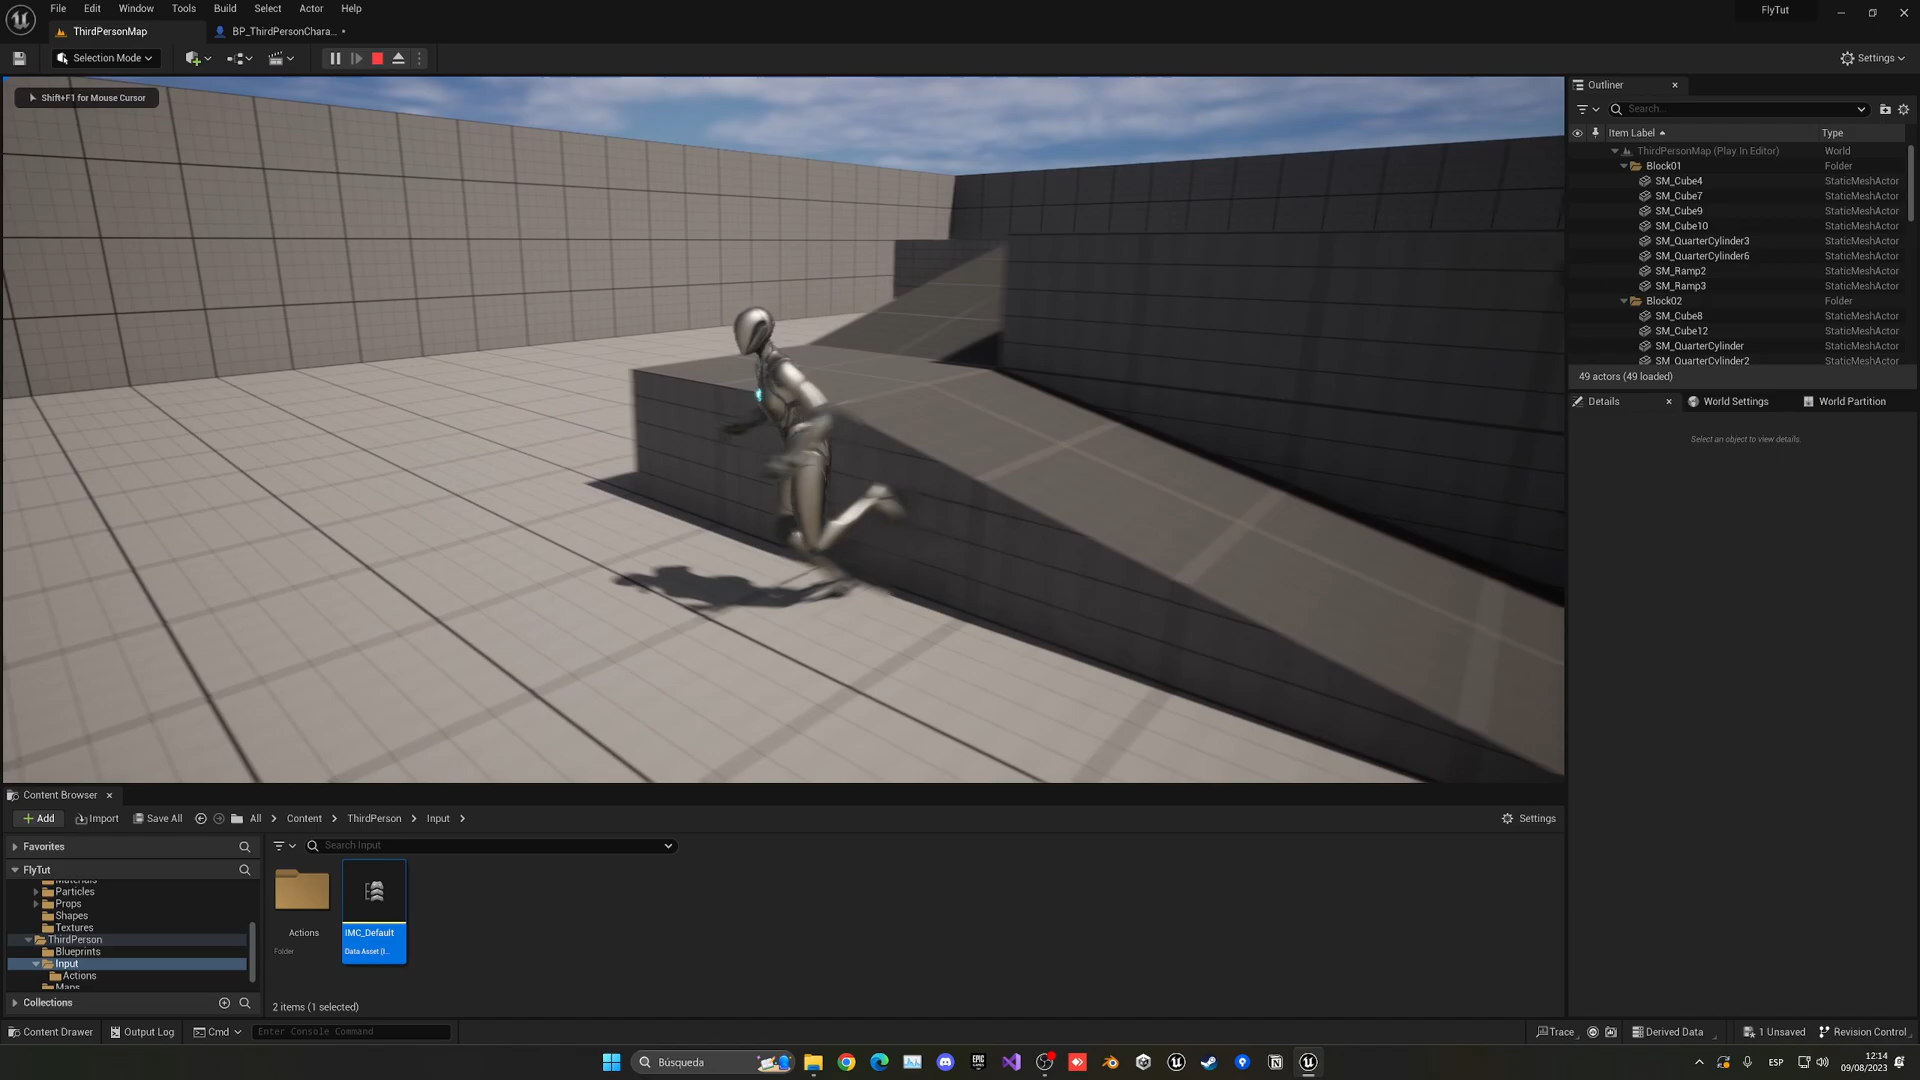 File Edit Window Tools Build Select Actor Help
FlyTut
ThirdPersonMap
BP_ThirdPersonChara... •
Selection Mode
Settings
Shift+F1 for Mouse Cursor
Outliner
Search...
Item Label Type
ThirdPersonMap (Play In Editor) World
Block01 Folder
SM_Cube4 StaticMeshActor
SM_Cube7 StaticMeshActor
SM_Cube9 StaticMeshActor
SM_Cube10 StaticMeshActor
SM_QuarterCylinder3 StaticMeshActor
SM_QuarterCylinder6 StaticMeshActor
SM_Ramp2 StaticMeshActor
SM_Ramp3 StaticMeshActor
Block02 Folder
SM_Cube8 StaticMeshActor
SM_Cube12 StaticMeshActor
SM_QuarterCylinder StaticMeshActor
SM_QuarterCylinder2 StaticMeshActor
49 actors (49 loaded)
Details World Settings World Partition
Select an object to view details.
Content Browser
Add Import Save All All Content ThirdPerson Input Settings
Favorites
Search Input
FlyTut
Materials
Particles
Props
Shapes
Textures
ThirdPerson
Blueprints
Input
Actions
Maps
Collections
Actions
Folder
IMC_Default
Data Asset (I...
2 items (1 selected)
Content Drawer Output Log Cmd Enter Console Command
Trace Derived Data 1 Unsaved Revision Control
Búsqueda
EPIC GAMES
ESP
12:14
09/08/2023